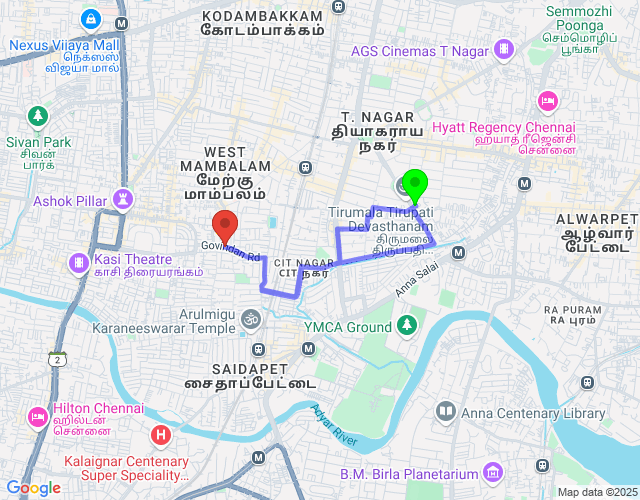 KODAMBAKKAM
கோடம்பாக்கம்
Semmozhi
Poonga
செம்மொழிப்
பூங்கா
Nexus Vijaya Mall
நெக்ஸஸ்
விஜயா மால்
AGS Cinemas T Nagar
T. NAGAR
தியாகராய
நகர்
Hyatt Regency Chennai
ஹயாத் ரீஜென்சி
சென்னை
Sivan Park
சிவன்
பார்க்
WEST
MAMBALAM
மேற்கு
மாம்பலம்
Ashok Pillar
Tirumala Tirupati
Devasthanam
திருமலை
திருப்பதி...
ALWARPET
ஆழ்வார்
பேட்டை
Govindan Rd
Kasi Theatre
காசி திரையரங்கம்
CIT NAGAR
CIT நகர்
Anna Salai
RA PURAM
RA புரம்
Arulmigu
Karaneeswarar Temple
YMCA Ground
2
SAIDAPET
சைதாப்பேட்டை
Adyar River
Hilton Chennai
ஹில்டன்
சென்னை
Anna Centenary Library
Kalaignar Centenary
Super Speciality...
B.M. Birla Planetarium
Google
Map data ©2025